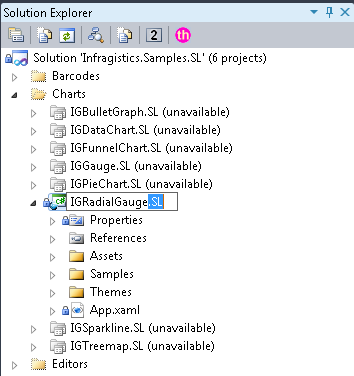 Solution Explorer
2 th
Solution 'Infragistics.Samples.SL' (6 projects)
Barcodes
Charts
IGBulletGraph.SL (unavailable)
IGDataChart.SL (unavailable)
IGFunnelChart.SL (unavailable)
IGGauge.SL (unavailable)
IGPieChart.SL (unavailable)
C# IGRadialGauge.SL
Properties
References
Assets
Samples
Themes
App.xaml
IGSparkline.SL (unavailable)
IGTreemap.SL (unavailable)
Editors